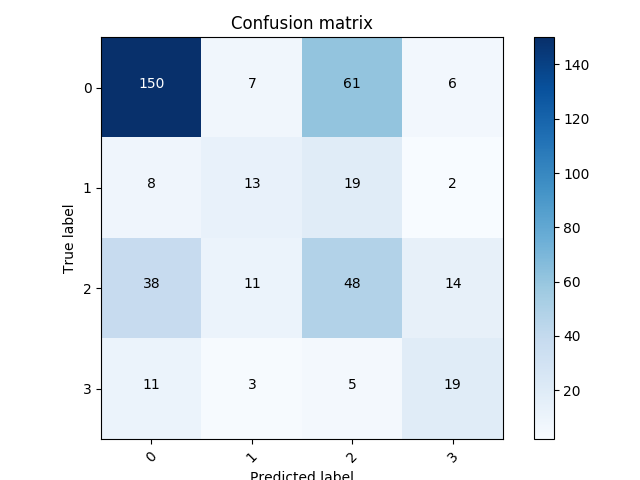 Confusion matrix
0 150 7 61 6
1 8 13 19 2
2 38 11 48 14
3 11 3 5 19
0 1 2 3
True label
Predicted label
140
120
100
80
60
40
20